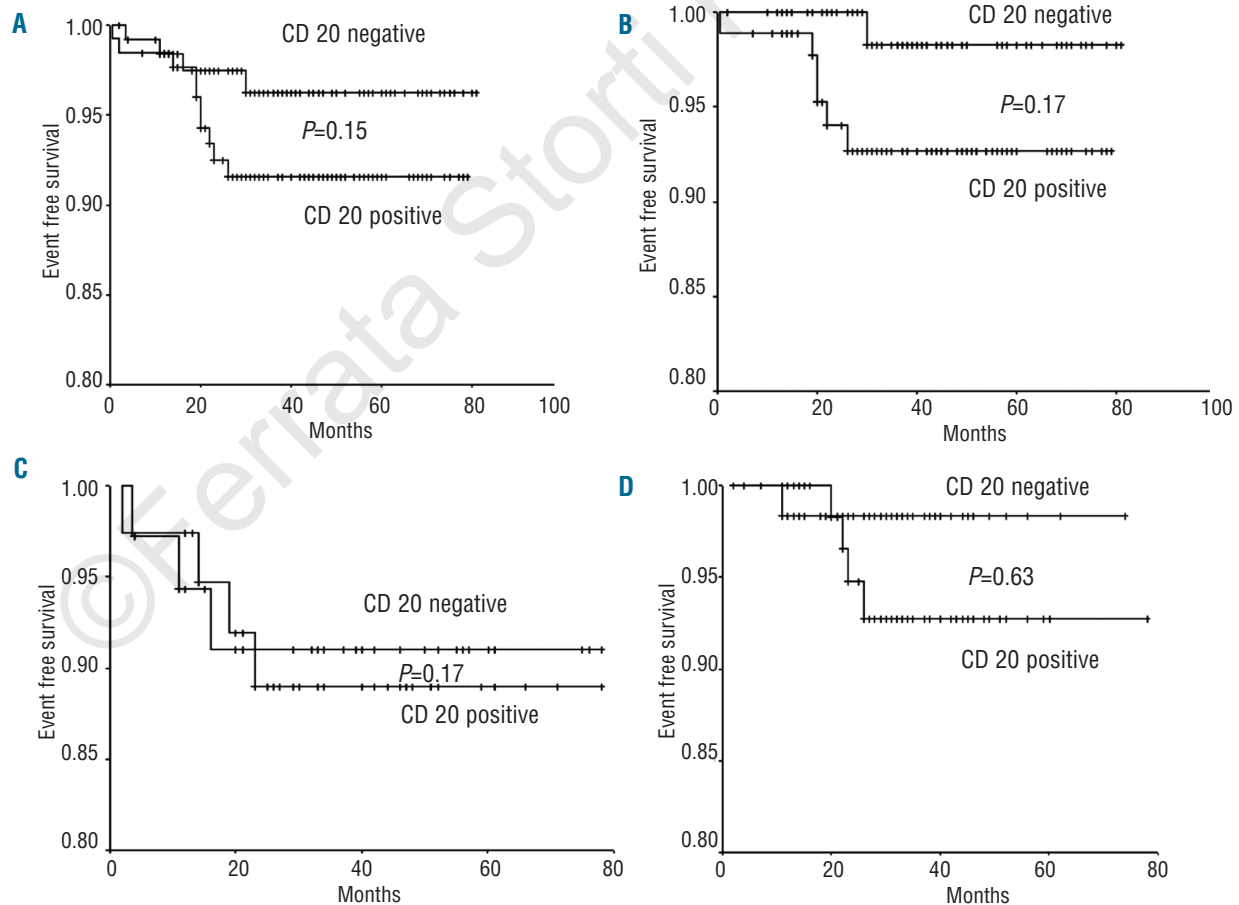 A
1.00
0.95
0.90
0.85
0.80
Event free survival
CD 20 negative
P=0.15
CD 20 positive
0
20
40
60
80
100
Months
B
1.00
0.95
0.90
0.85
0.80
Event free survival
CD 20 negative
P=0.17
CD 20 positive
0
20
40
60
80
100
Months
C
1.00
0.95
0.90
0.85
0.80
Event free survival
CD 20 negative
P=0.17
CD 20 positive
0
20
40
60
80
Months
D
1.00
0.95
0.90
0.85
0.80
Event free survival
CD 20 negative
P=0.63
CD 20 positive
0
20
40
60
80
Months
©Ferrata Storti